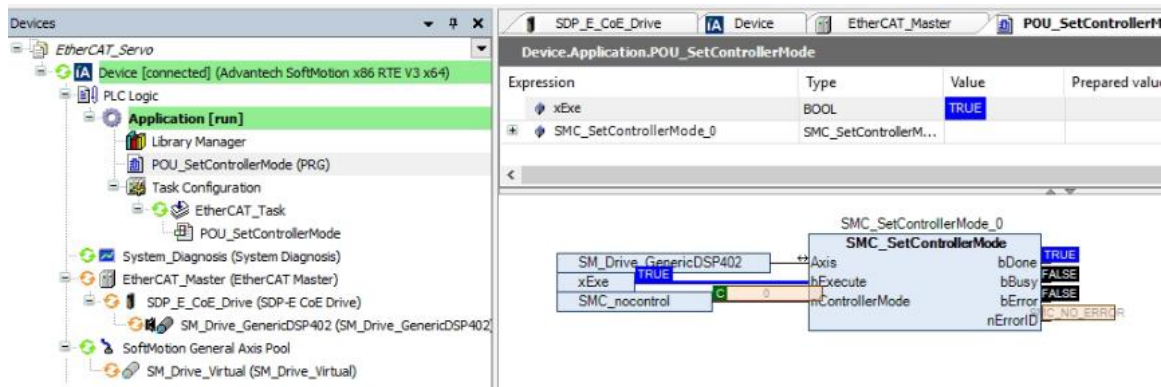 Devices
EtherCAT_Servo
Device [connected] (Advantech SoftMotion x86 RTE V3 x64)
PLC Logic
Application [run]
Library Manager
POU_SetControllerMode (PRG)
Task Configuration
EtherCAT_Task
POU_SetControllerMode
System_Diagnosis (System Diagnosis)
EtherCAT_Master (EtherCAT Master)
SDP_E_CoE_Drive (SDP-E CoE Drive)
SM_Drive_GenericDSP402 (SM_Drive_GenericDSP402)
SoftMotion General Axis Pool
SM_Drive_Virtual (SM_Drive_Virtual)
SDP_E_CoE_Drive Device EtherCAT_Master POU_SetControllerM
Device.Application.POU_SetControllerMode
Expression Type Value Prepared value
xExe BOOL TRUE
SMC_SetControllerMode_0 SMC_SetControllerM...
SMC_SetControllerMode_0
SMC_SetControllerMode
SM_Drive_GenericDSP402 Axis bDone TRUE
xExe TRUE bExecute bBusy FALSE
SMC_nocontrol C 0 nControllerMode bError FALSE
nErrorID SMC_NO_ERROR